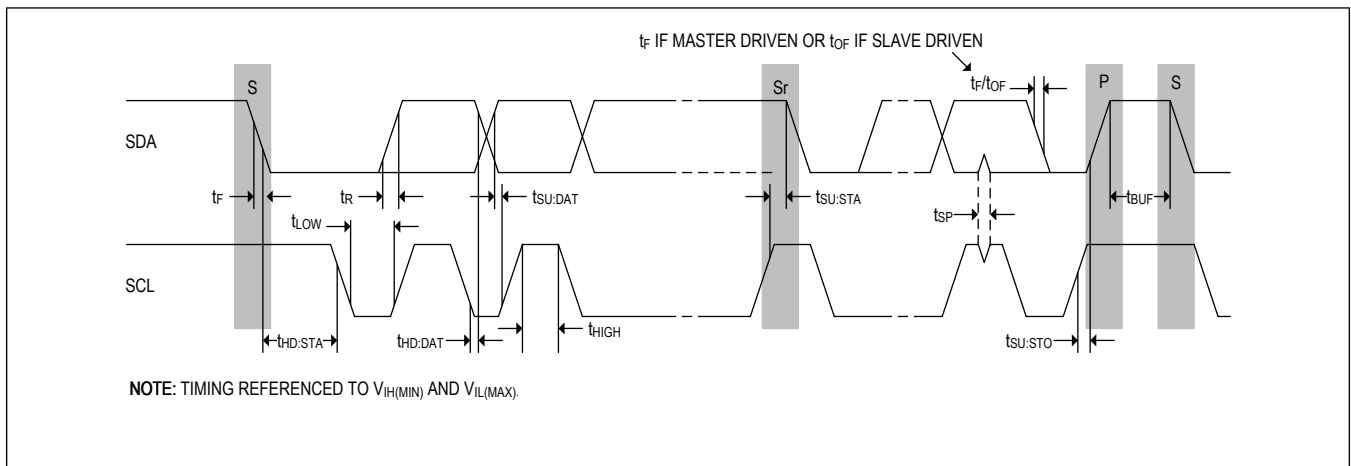 tF IF MASTER DRIVEN OR tOF IF SLAVE DRIVEN
S
Sr
tF/tOF
P
S
SDA
tF
tR
tSU:DAT
tSU:STA
tSP
tBUF
tLOW
SCL
tHD:STA
tHD:DAT
tHIGH
tSU:STO
NOTE: TIMING REFERENCED TO VIH(MIN) AND VIL(MAX).